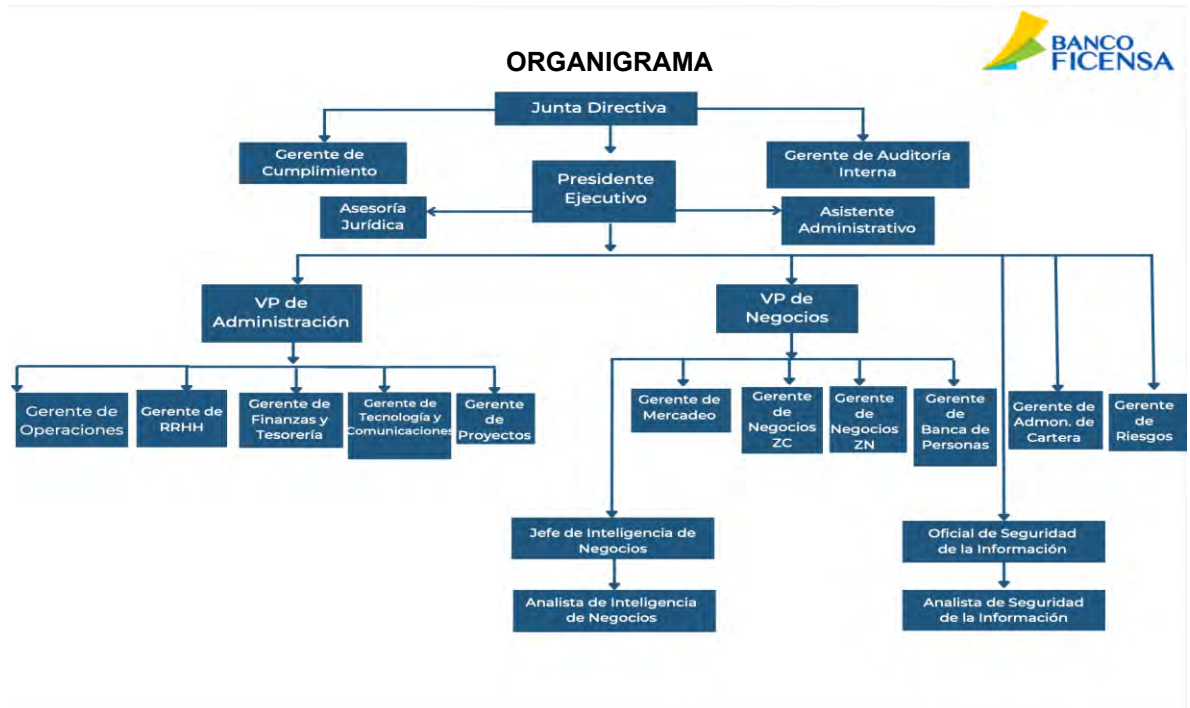 BANCO
FICENSA
ORGANIGRAMA
Junta Directiva
Gerente de
Cumplimiento
Gerente de Auditoría
Interna
Presidente
Ejecutivo
Asesoría
Jurídica
Asistente
Administrativo
VP de
Administración
VP de
Negocios
Gerente de
Operaciones
Gerente de
RRHH
Gerente de
Finanzas y
Tesorería
Gerente de
Tecnología y
Comunicaciones
Gerente
de
Proyectos
Gerente de
Mercadeo
Gerente
de
Negocios
ZC
Gerente
de
Negocios
ZN
Gerente
de
Banca de
Personas
Gerente de
Admon. de
Cartera
Gerente
de
Riesgos
Jefe de Inteligencia de
Negocios
Oficial de Seguridad
de la Información
Analista de Inteligencia
de Negocios
Analista de Seguridad
de la Información